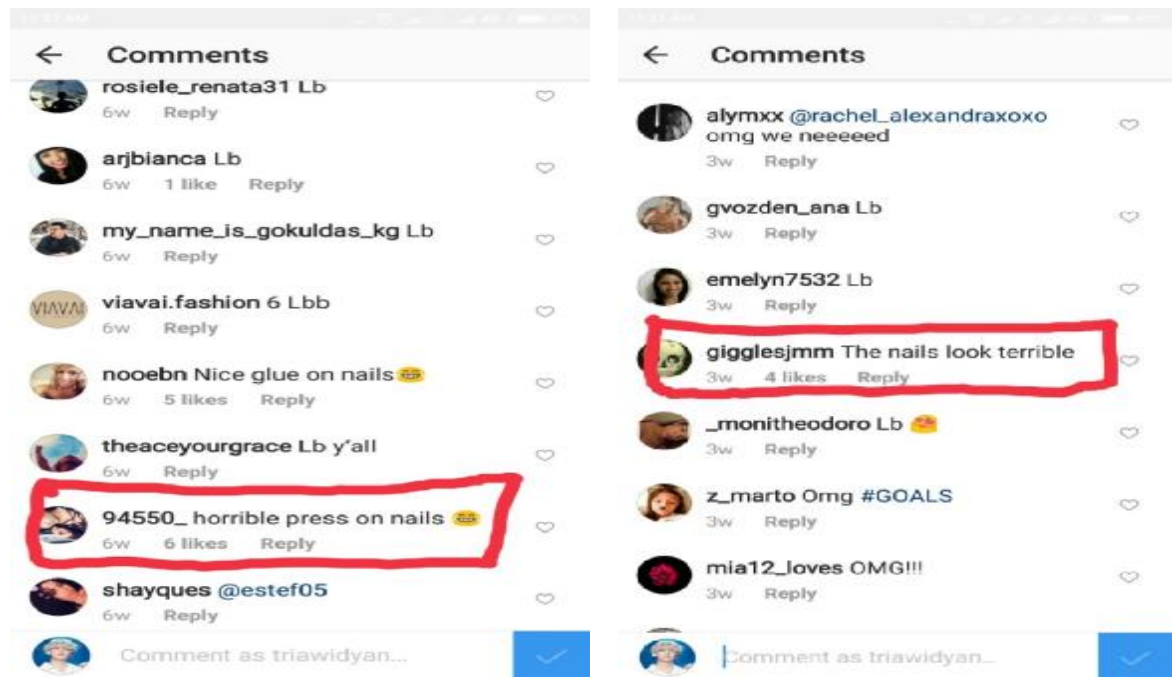 Comments
rosiele_renata31 Lb
6w Reply
arjbianca Lb
6w 1 like Reply
my_name_is_gokuldas_kg Lb
6w Reply
VIAVAI
viavai.fashion 6 Lbb
6w Reply
nooebn Nice glue on nails😁
6w 5 likes Reply
theaceyourgrace Lb y'all
6w Reply
94550_ horrible press on nails 😁
6w 6 likes Reply
shayques @estef05
6w Reply
Comment as triawidyan...
Comments
alymxx @rachel_alexandraxoxo
omg we neeeeed
3w Reply
gvozden_ana Lb
3w Reply
emelyn7532 Lb
3w Reply
gigglesjmm The nails look terrible
3w 4 likes Reply
_monitheodoro Lb 😍
3w Reply
z_marto Omg #GOALS
3w Reply
mia12_loves OMG!!!
3w Reply
Comment as triawidyan...